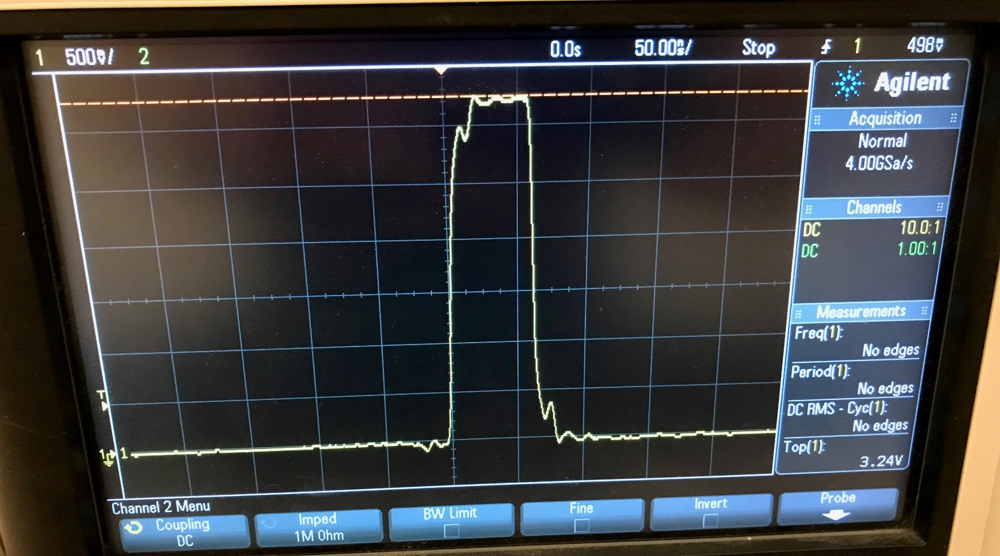 1 500mV/ 2 0.0s 50.00ns/ Stop 1 498mV
Agilent
Acquisition
Normal
4.00GSa/s
Channels
DC 10.0:1
DC 1.00:1
Measurements
Freq(1):
No edges
Period(1):
No edges
DC RMS - Cyc(1):
No edges
Top(1):
3.24V
T
1 1
Channel 2 Menu
Coupling
DC
Imped
1M Ohm
BW Limit
Fine
Invert
Probe